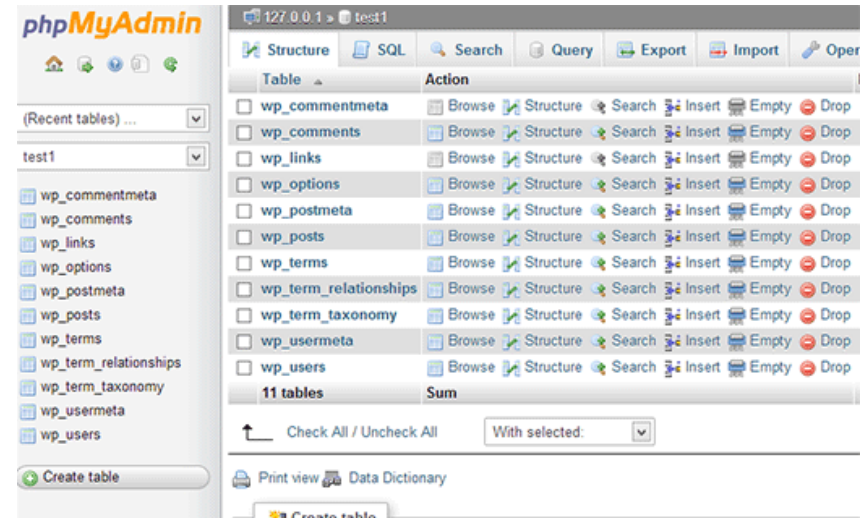 phpMyAdmin
(Recent tables) ...
test1
wp_commentmeta
wp_comments
wp_links
wp_options
wp_postmeta
wp_posts
wp_terms
wp_term_relationships
wp_term_taxonomy
wp_usermeta
wp_users
Create table
127.0.0.1 » test1
Structure SQL Search Query Export Import Oper
Table Action
wp_commentmeta Browse Structure Search Insert Empty Drop
wp_comments Browse Structure Search Insert Empty Drop
wp_links Browse Structure Search Insert Empty Drop
wp_options Browse Structure Search Insert Empty Drop
wp_postmeta Browse Structure Search Insert Empty Drop
wp_posts Browse Structure Search Insert Empty Drop
wp_terms Browse Structure Search Insert Empty Drop
wp_term_relationships Browse Structure Search Insert Empty Drop
wp_term_taxonomy Browse Structure Search Insert Empty Drop
wp_usermeta Browse Structure Search Insert Empty Drop
wp_users Browse Structure Search Insert Empty Drop
11 tables Sum
Check All / Uncheck All With selected:
Print view Data Dictionary
Create table